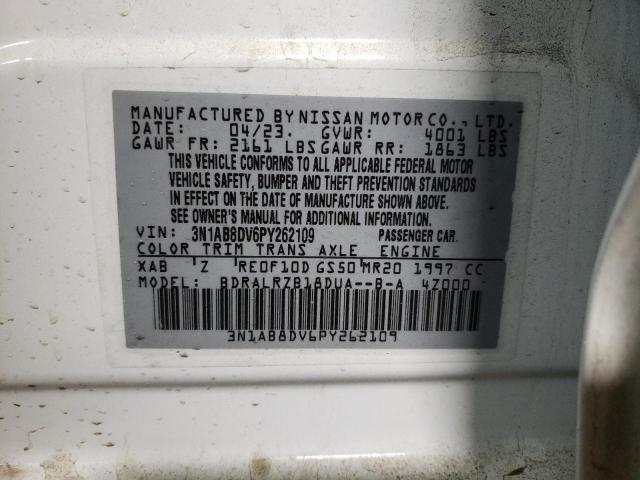 MANUFACTURED BY NISSAN MOTOR CO., LTD.
DATE: 04/23. GVWR: 4001 LBS
GAWR FR: 2161 LBS GAWR RR: 1863 LBS
THIS VEHICLE CONFORMS TO ALL APPLICABLE FEDERAL MOTOR
VEHICLE SAFETY, BUMPER AND THEFT PREVENTION STANDARDS
IN EFFECT ON THE DATE OF MANUFACTURE SHOWN ABOVE.
SEE OWNER'S MANUAL FOR ADDITIONAL INFORMATION.
VIN: 3N1AB8DV6PY262109 PASSENGER CAR.
COLOR TRIM TRANS AXLE ENGINE
XAB Z RE0F10D GS50 MR20 1997 CC
MODEL: BDRALRZB18DUA--B-A 4Z000
3N1AB8DV6PY262109